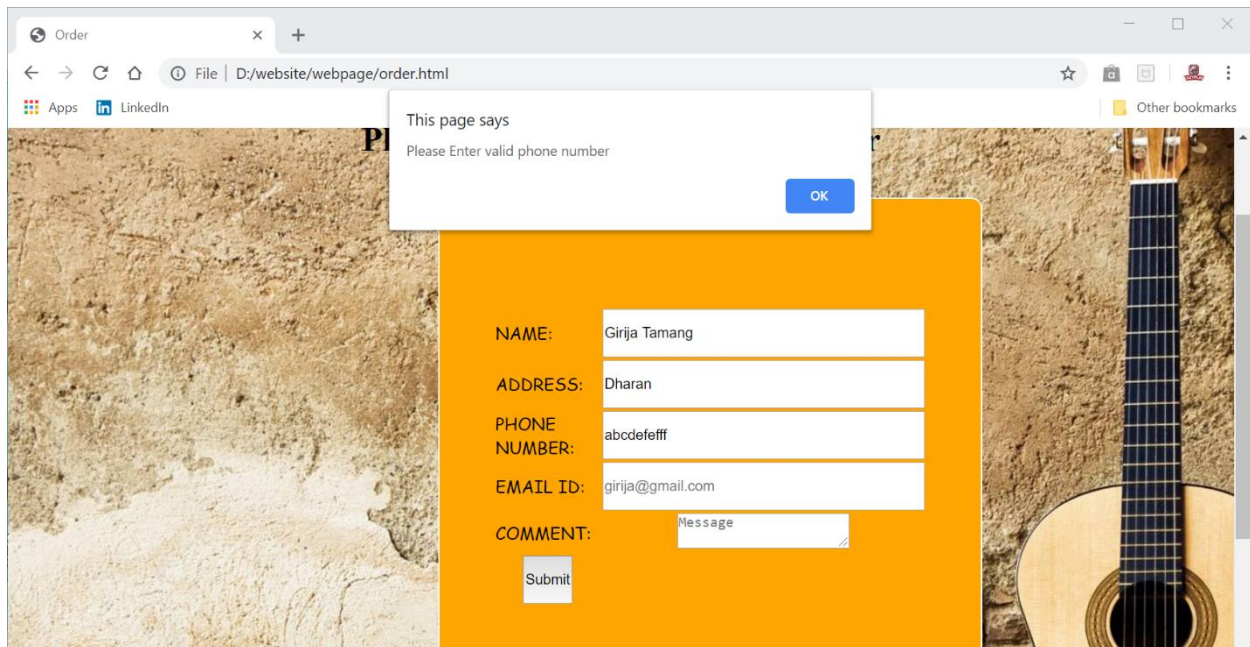 Order
File | D:/website/webpage/order.html
Apps LinkedIn Other bookmarks
This page says
Please Enter valid phone number
OK
NAME: Girija Tamang
ADDRESS: Dharan
PHONE
NUMBER: abcdefefff
EMAIL ID: girija@gmail.com
COMMENT: Message
Submit